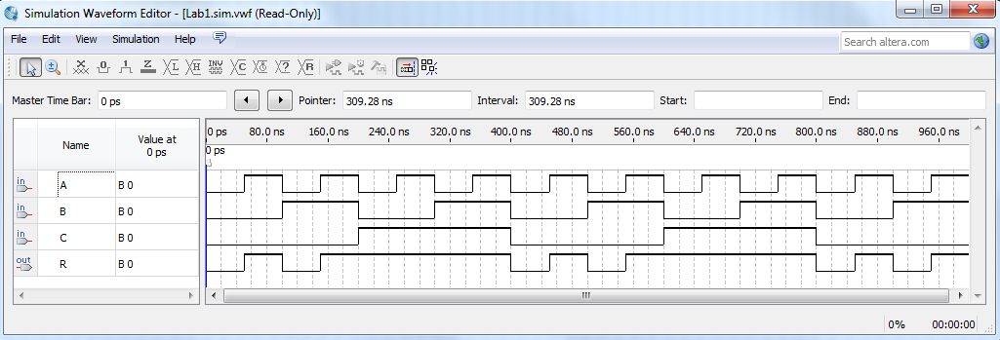 Simulation Waveform Editor - [Lab1.sim.vwf (Read-Only)]
File Edit View Simulation Help Search altera.com
Master Time Bar: 0 ps Pointer: 309.28 ns Interval: 309.28 ns Start: End:
Name Value at 0 ps
0 ps 80.0 ns 160.0 ns 240.0 ns 320.0 ns 400.0 ns 480.0 ns 560.0 ns 640.0 ns 720.0 ns 800.0 ns 880.0 ns 960.0 ns
0 ps
in A B 0
in B B 0
in C B 0
out R B 0
0% 00:00:00